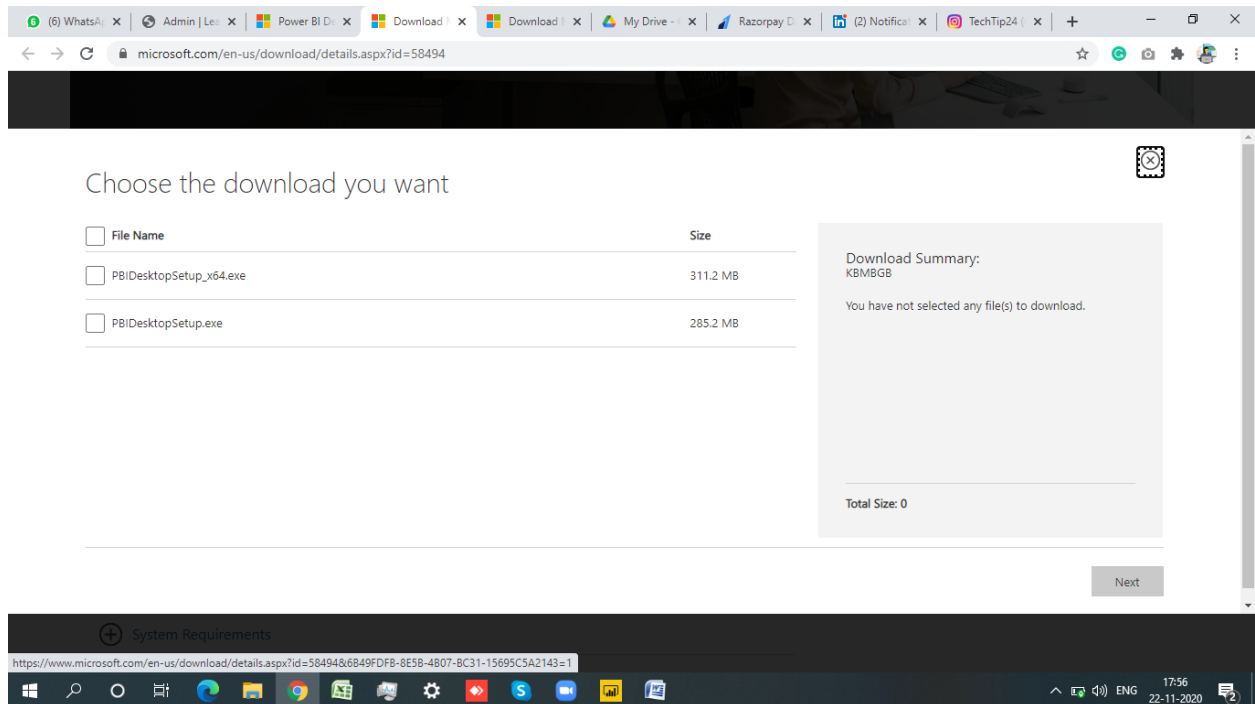 (6) WhatsA
Admin | Lea
Power BI De
Download
Download
My Drive -
Razorpay D
(2) Notificat
TechTip24 (
microsoft.com/en-us/download/details.aspx?id=58494
Choose the download you want
File Name Size
PBIDesktopSetup_x64.exe 311.2 MB
PBIDesktopSetup.exe 285.2 MB
Download Summary:
KBMBGB
You have not selected any file(s) to download.
Total Size: 0
Next
System Requirements
https://www.microsoft.com/en-us/download/details.aspx?id=58494&6B49FDFB-8E5B-4B07-BC31-15695C5A2143=1
ENG
17:56
22-11-2020
2